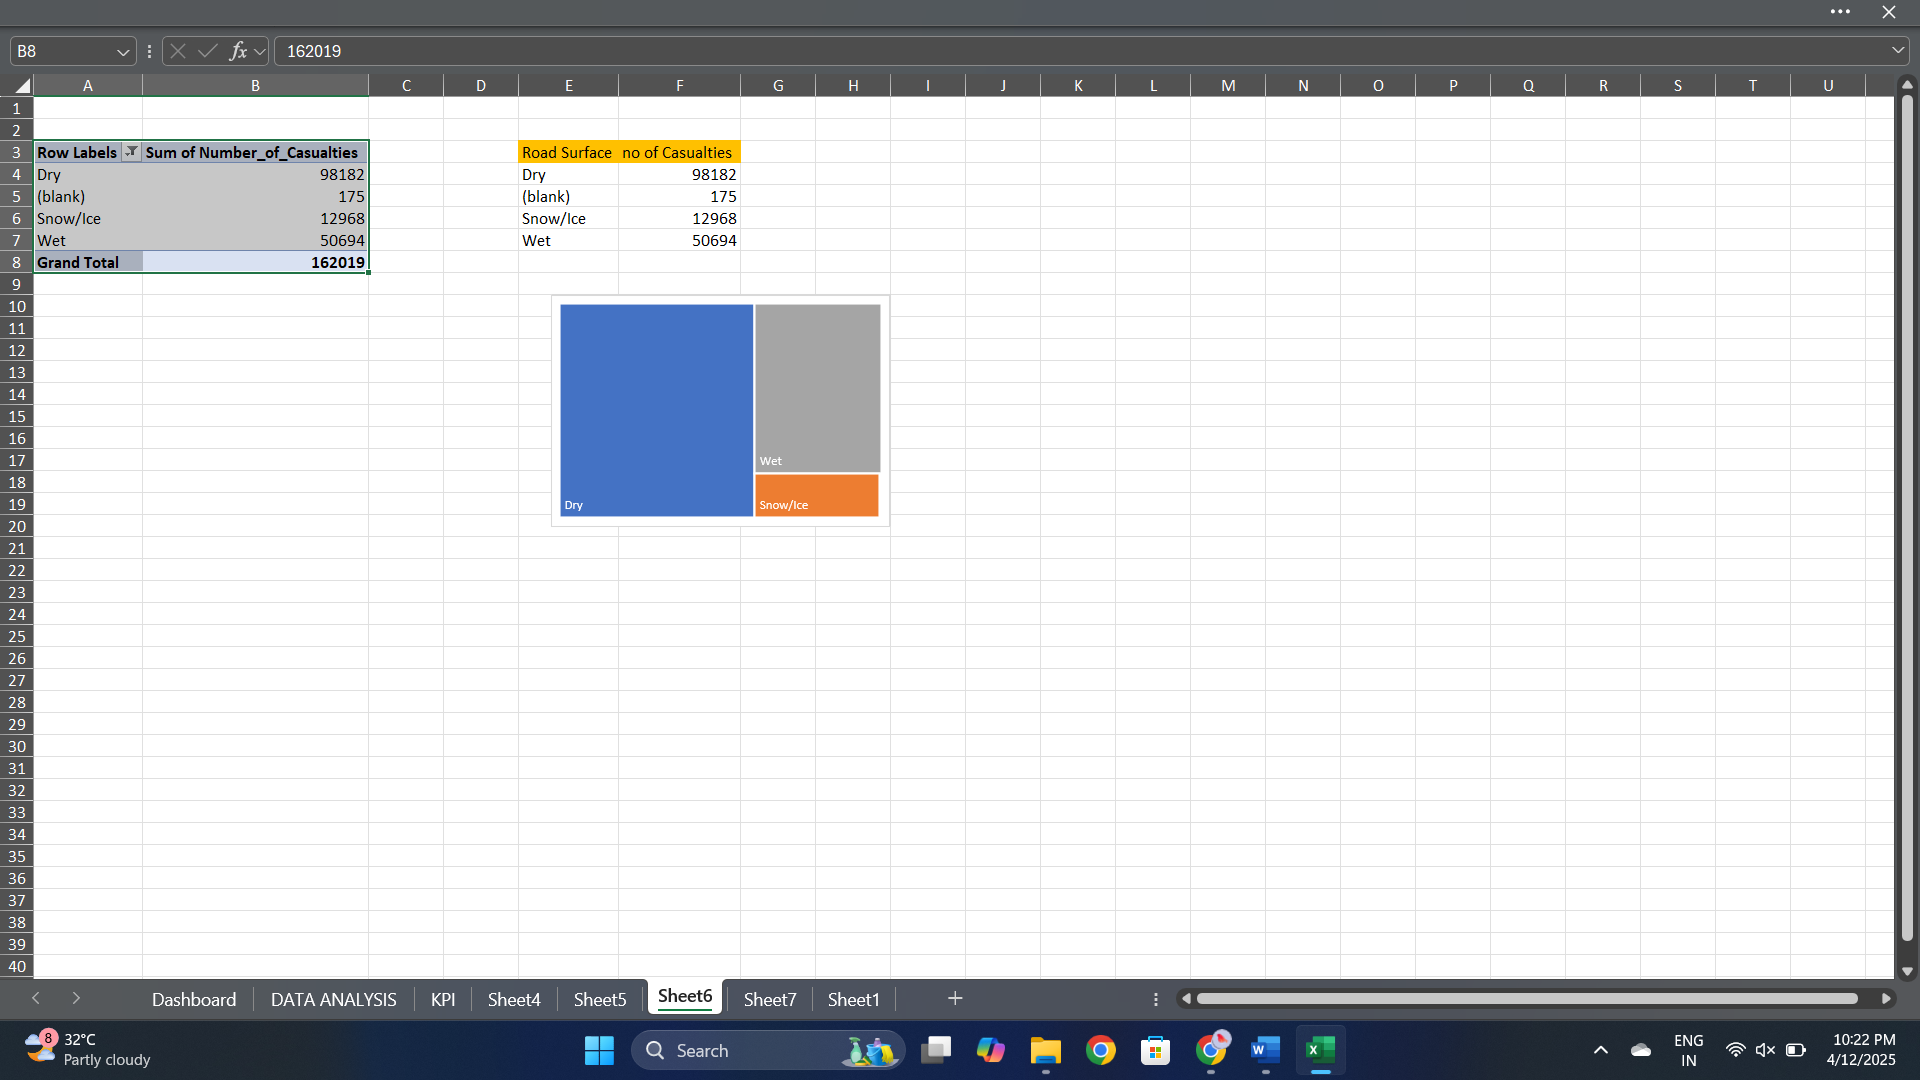 B8 fx 162019
A B C D E F G H I J K L M N O P Q R S T U
1
2
3 Row Labels Sum of Number_of_Casualties Road Surface no of Casualties
4 Dry 98182 Dry 98182
5 (blank) 175 (blank) 175
6 Snow/Ice 12968 Snow/Ice 12968
7 Wet 50694 Wet 50694
8 Grand Total 162019
9
10
11
12
13
14
15
16
17 Wet
18
19 Dry Snow/Ice
20
21
22
23
24
25
26
27
28
29
30
31
32
33
34
35
36
37
38
39
40
Dashboard DATA ANALYSIS KPI Sheet4 Sheet5 Sheet6 Sheet7 Sheet1
8 32°C
Partly cloudy
Search
ENG
IN
10:22 PM
4/12/2025